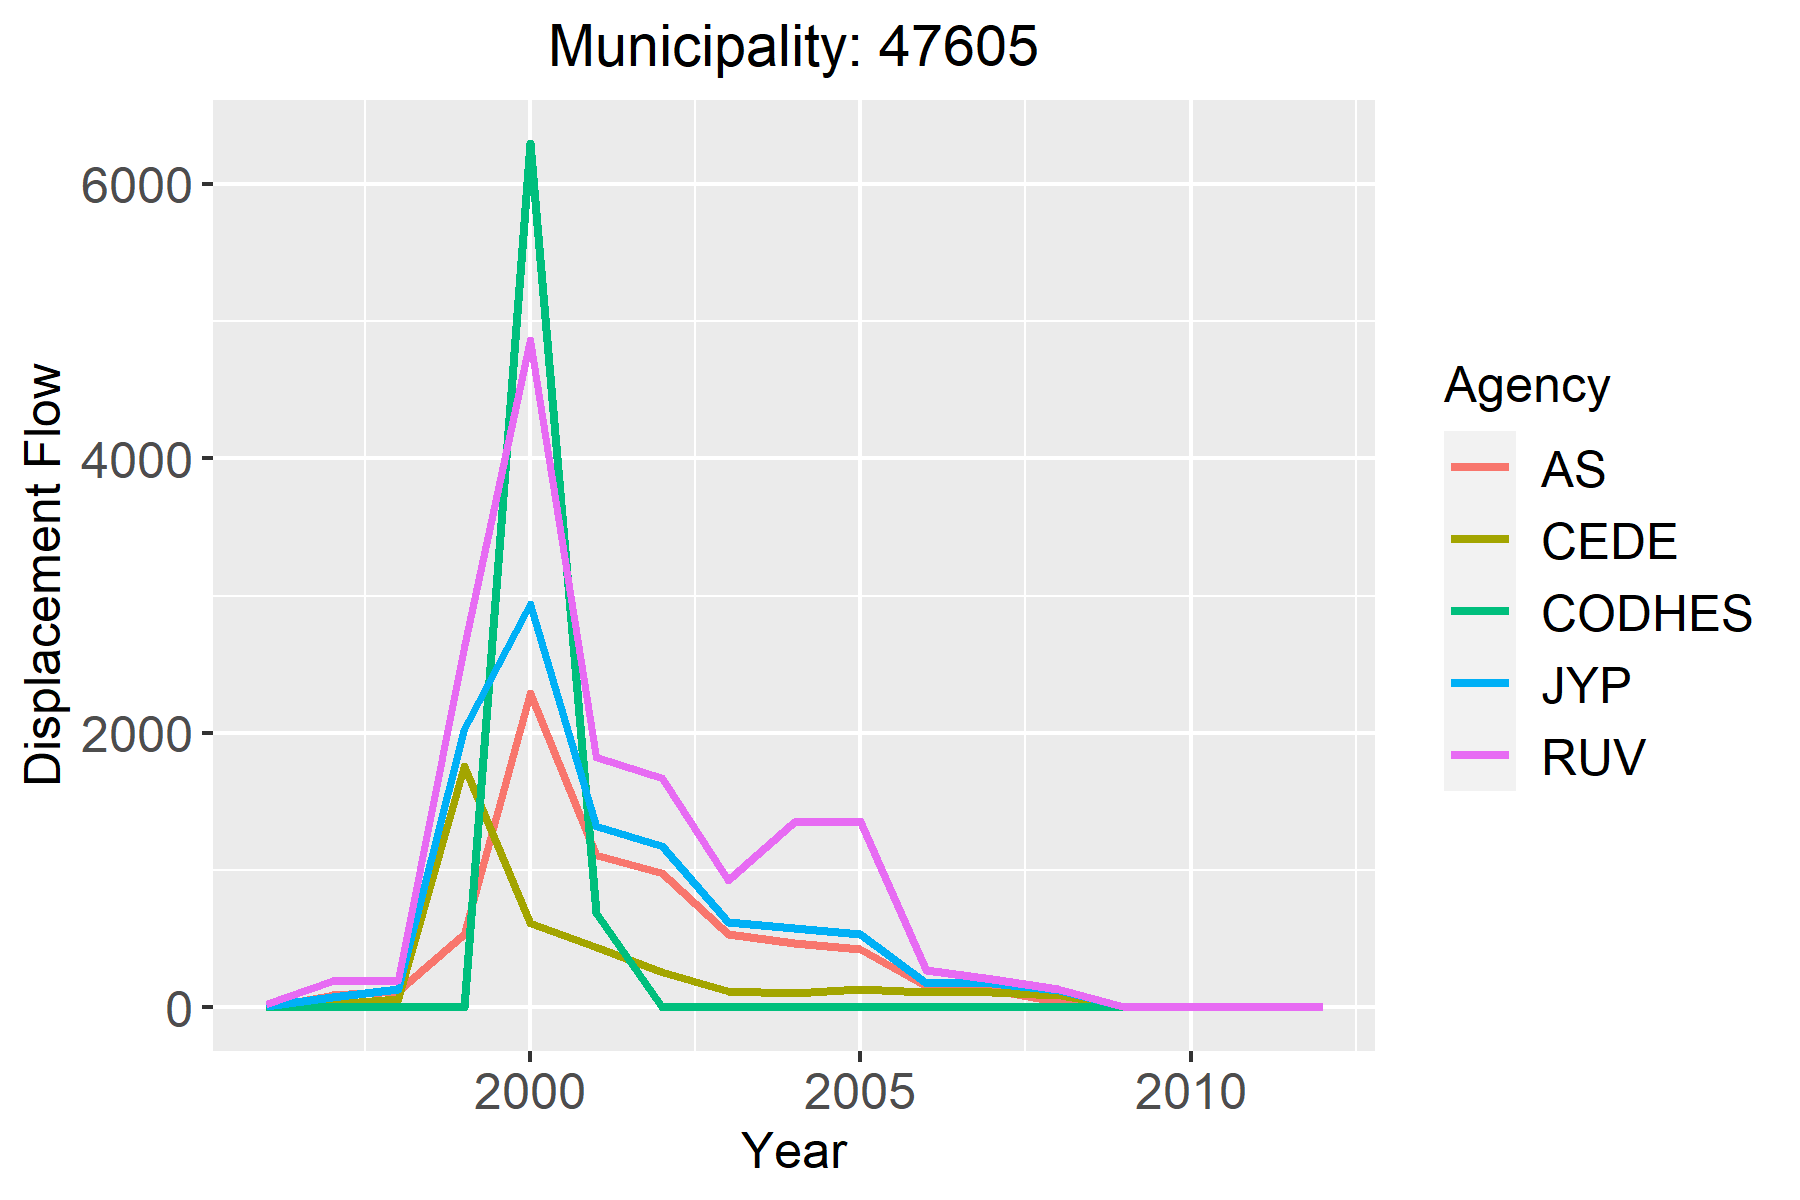 Municipality: 47605
Displacement Flow
6000
4000
2000
0
2000
2005
2010
Year
Agency
AS
CEDE
CODHES
JYP
RUV